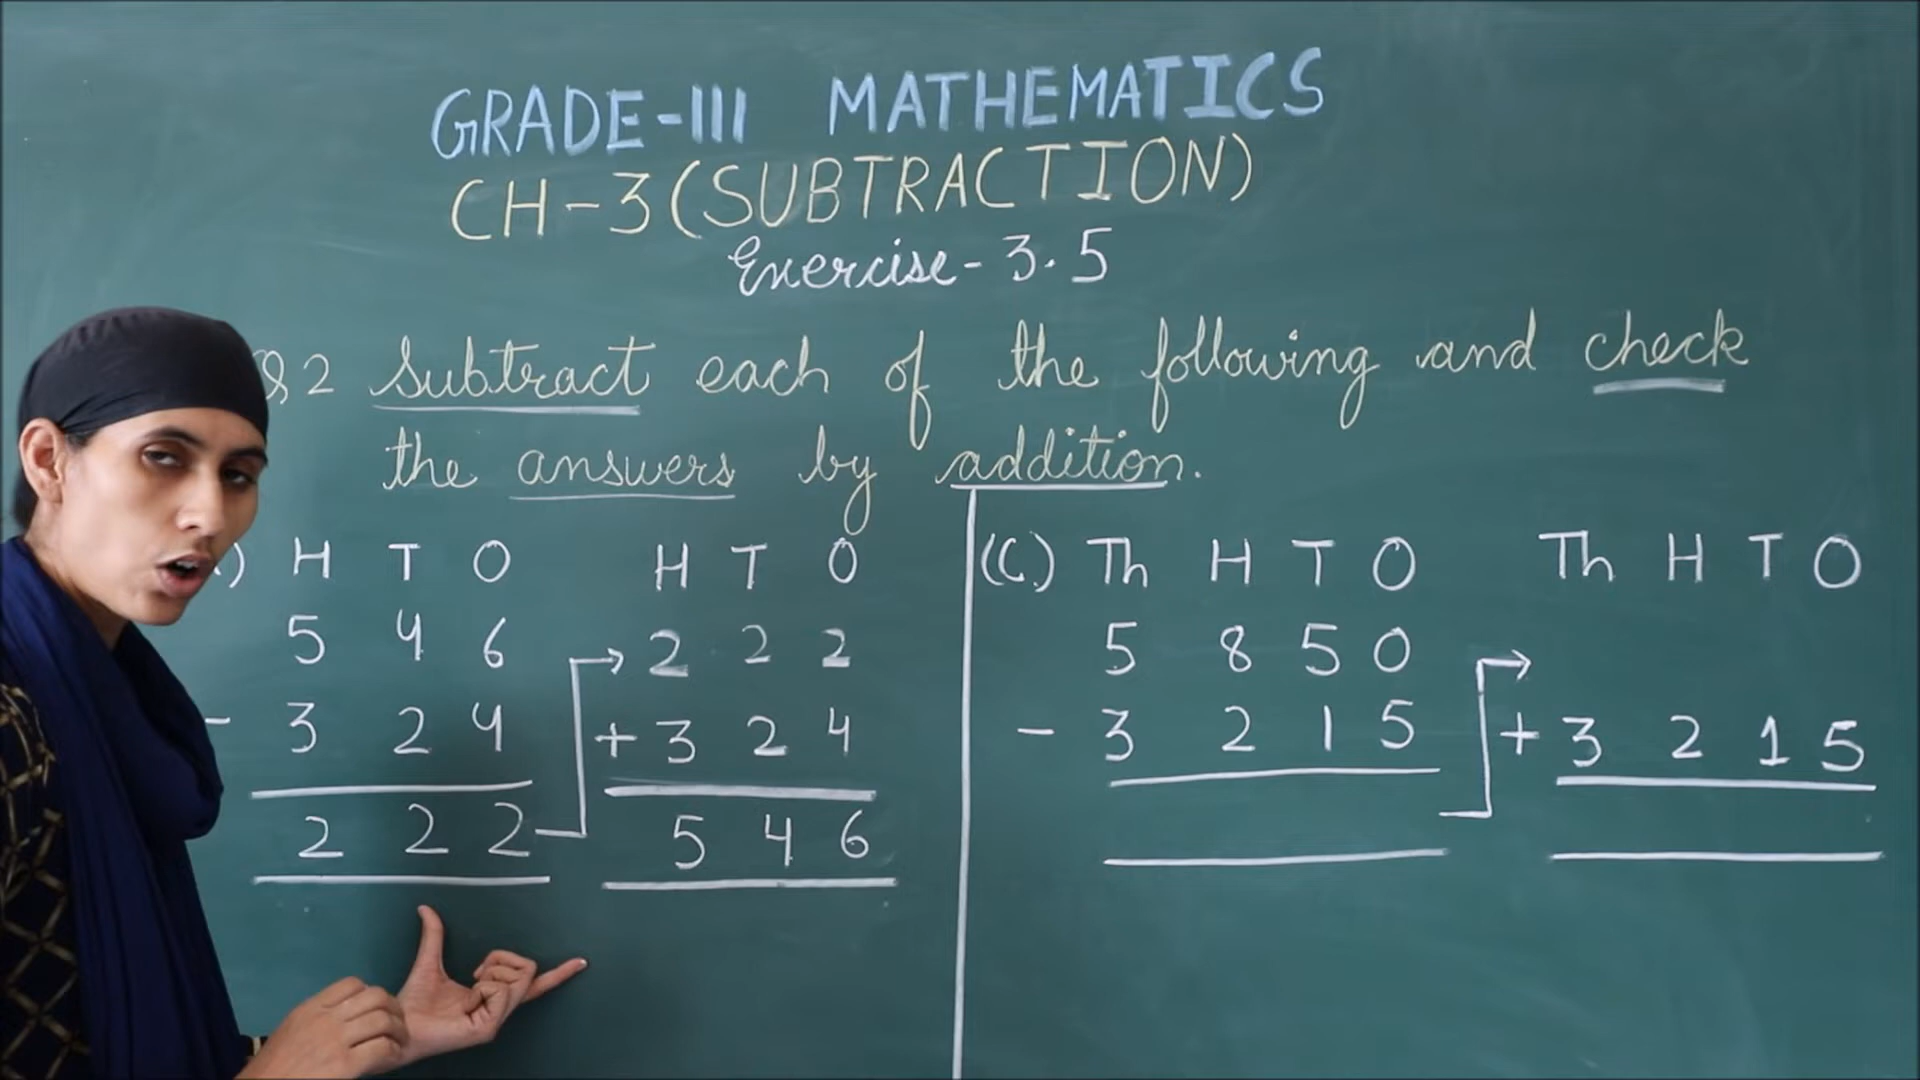 GRADE-III MATHEMATICS
CH-3 (SUBTRACTION)
Exercise-3.5
Q2 Subtract each of the following and check
the answers by addition.
H T O
5 4 6
- 3 2 4
2 2 2
H T O
2 2 2
+ 3 2 4
5 4 6
(C) Th H T O
5 8 5 0
- 3 2 1 5
Th H T O
+ 3 2 1 5